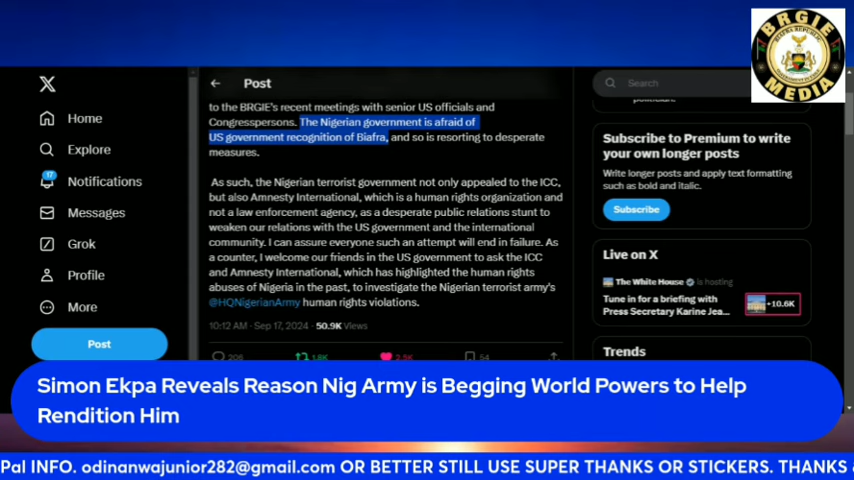 BRGIE
MEDIA
X
Home
Explore
17
Notifications
Messages
Grok
Profile
More
Post
Post
to the BRGIE's recent meetings with senior US officials and
Congresspersons. The Nigerian government is afraid of
US government recognition of Biafra, and so is resorting to desperate
measures.
As such, the Nigerian terrorist government not only appealed to the ICC,
but also Amnesty International, which is a human rights organization and
not a law enforcement agency, as a desperate public relations stunt to
weaken our relations with the US government and the international
community. I can assure everyone such an attempt will end in failure. As
a counter, I welcome our friends in the US government to ask the ICC
and Amnesty International, which has highlighted the human rights
abuses of Nigeria in the past, to investigate the Nigerian terrorist army's
@HQNigerianArmy human rights violations.
10:12 AM · Sep 17, 2024 · 50.9K Views
206 1.8K 2.5K 54
Search
Subscribe to Premium to write
your own longer posts
Write longer posts and apply text formatting
such as bold and italic.
Subscribe
Live on X
The White House is hosting
Tune in for a briefing with
Press Secretary Karine Jea...
+10.6K
Trends
Simon Ekpa Reveals Reason Nig Army is Begging World Powers to Help
Rendition Him
Pal INFO. odinanwajunior282@gmail.com OR BETTER STILL USE SUPER THANKS OR STICKERS. THANKS